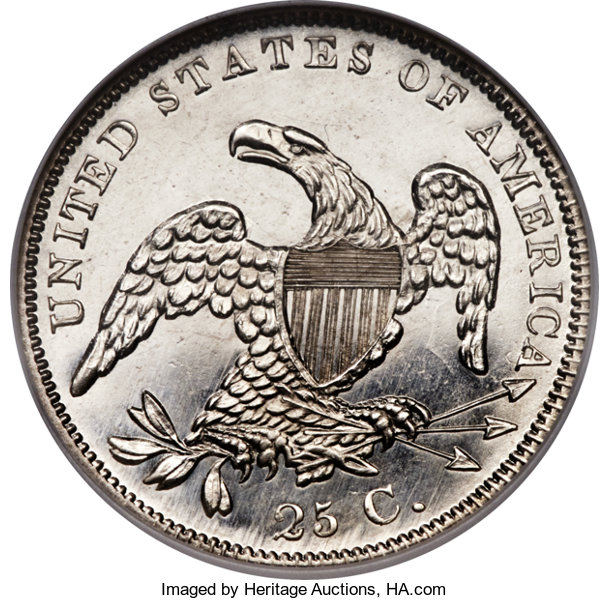 UNITED STATES OF AMERICA
25 C.
Imaged by Heritage Auctions, HA.com